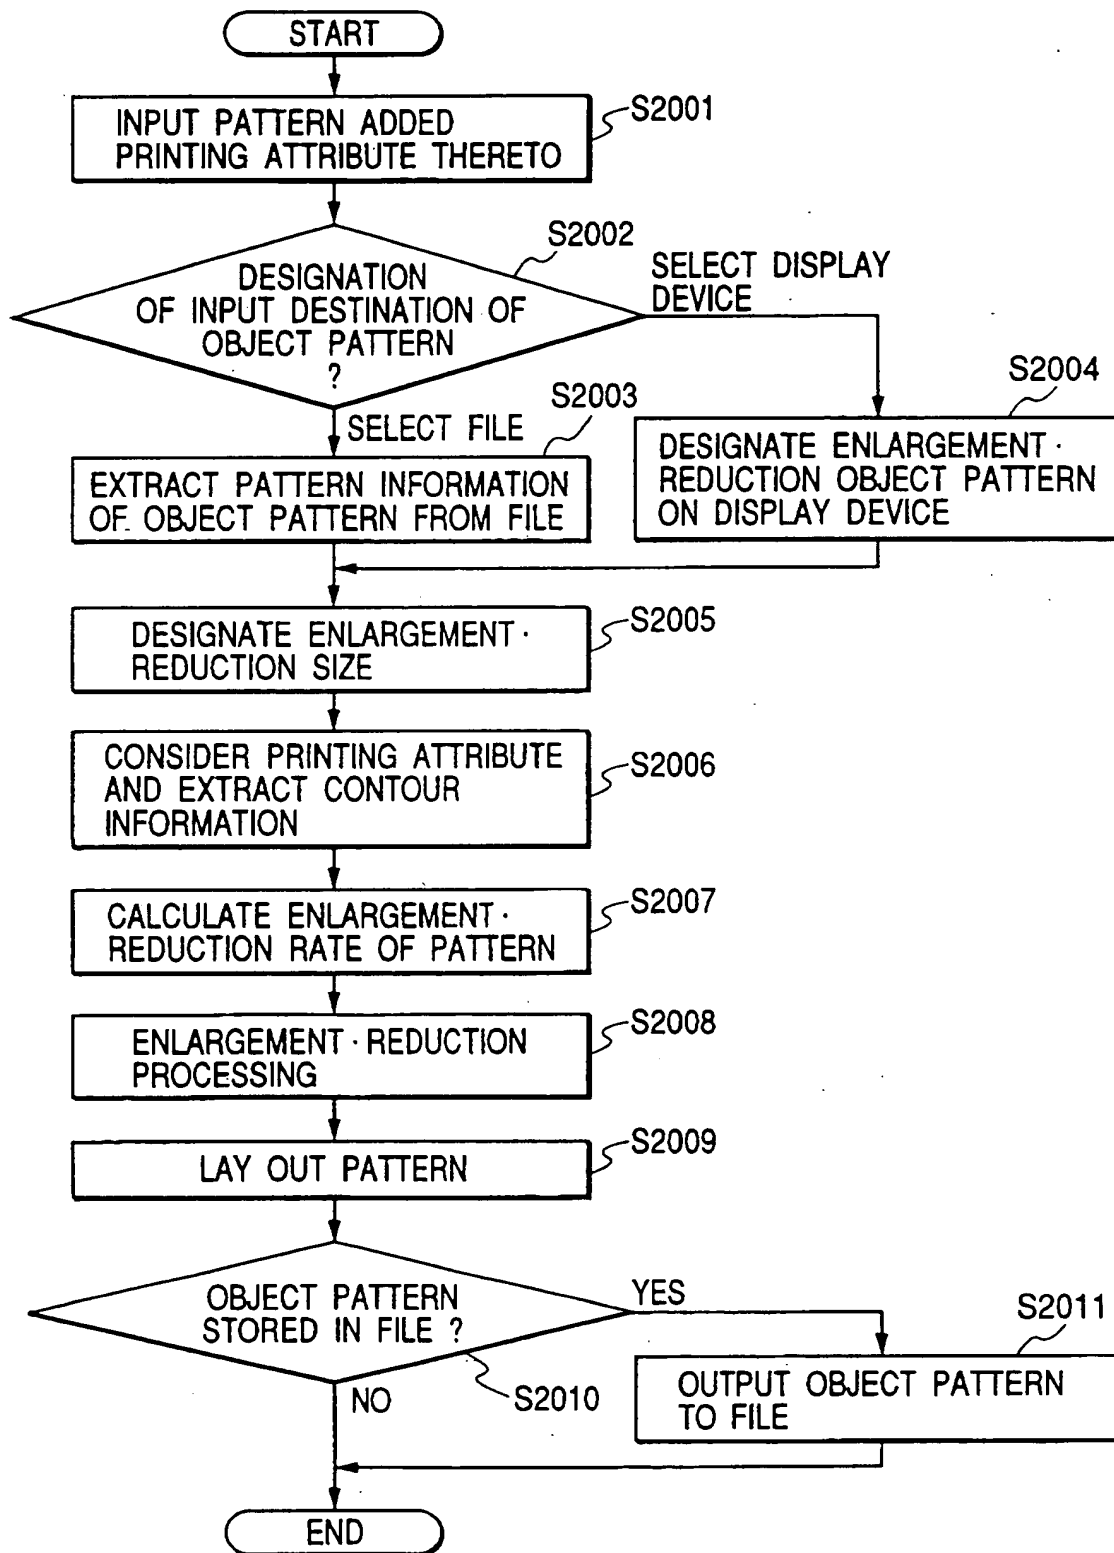 START
INPUT PATTERN ADDED
PRINTING ATTRIBUTE THERETO
S2001
DESIGNATION
OF INPUT DESTINATION OF
OBJECT PATTERN
?
S2002
SELECT DISPLAY
DEVICE
SELECT FILE
S2003
EXTRACT PATTERN INFORMATION
OF OBJECT PATTERN FROM FILE
S2004
DESIGNATE ENLARGEMENT ·
REDUCTION OBJECT PATTERN
ON DISPLAY DEVICE
DESIGNATE ENLARGEMENT ·
REDUCTION SIZE
S2005
CONSIDER PRINTING ATTRIBUTE
AND EXTRACT CONTOUR
INFORMATION
S2006
CALCULATE ENLARGEMENT ·
REDUCTION RATE OF PATTERN
S2007
ENLARGEMENT · REDUCTION
PROCESSING
S2008
LAY OUT PATTERN
S2009
OBJECT PATTERN
STORED IN FILE ?
S2010
YES
NO
S2011
OUTPUT OBJECT PATTERN
TO FILE
END